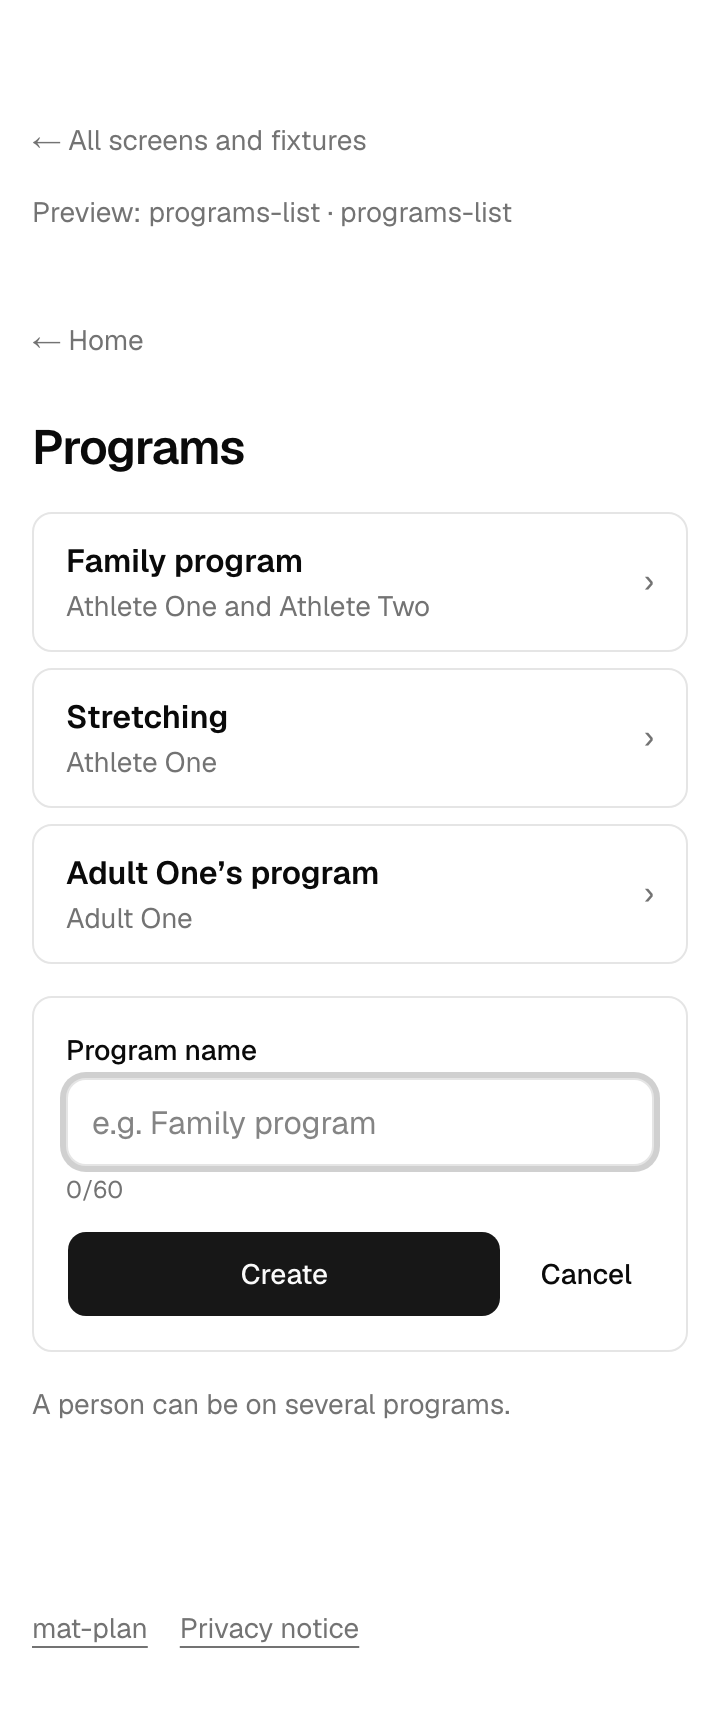 ← All screens and fixtures
Preview: programs-list · programs-list
← Home
Programs
Family program
Athlete One and Athlete Two
›
Stretching
Athlete One
›
Adult One’s program
Adult One
›
Program name
e.g. Family program
0/60
Create Cancel
A person can be on several programs.
mat-plan Privacy notice